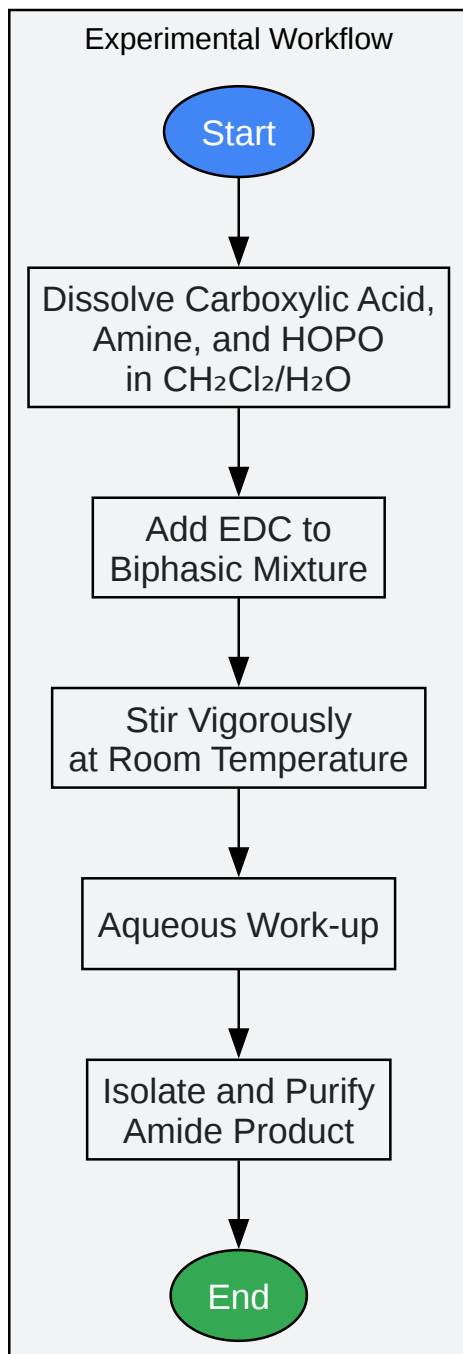 Experimental Workflow
Start
Dissolve Carboxylic Acid,
Amine, and HOPO
in CH₂Cl₂/H₂O
Add EDC to
Biphasic Mixture
Stir Vigorously
at Room Temperature
Aqueous Work-up
Isolate and Purify
Amide Product
End